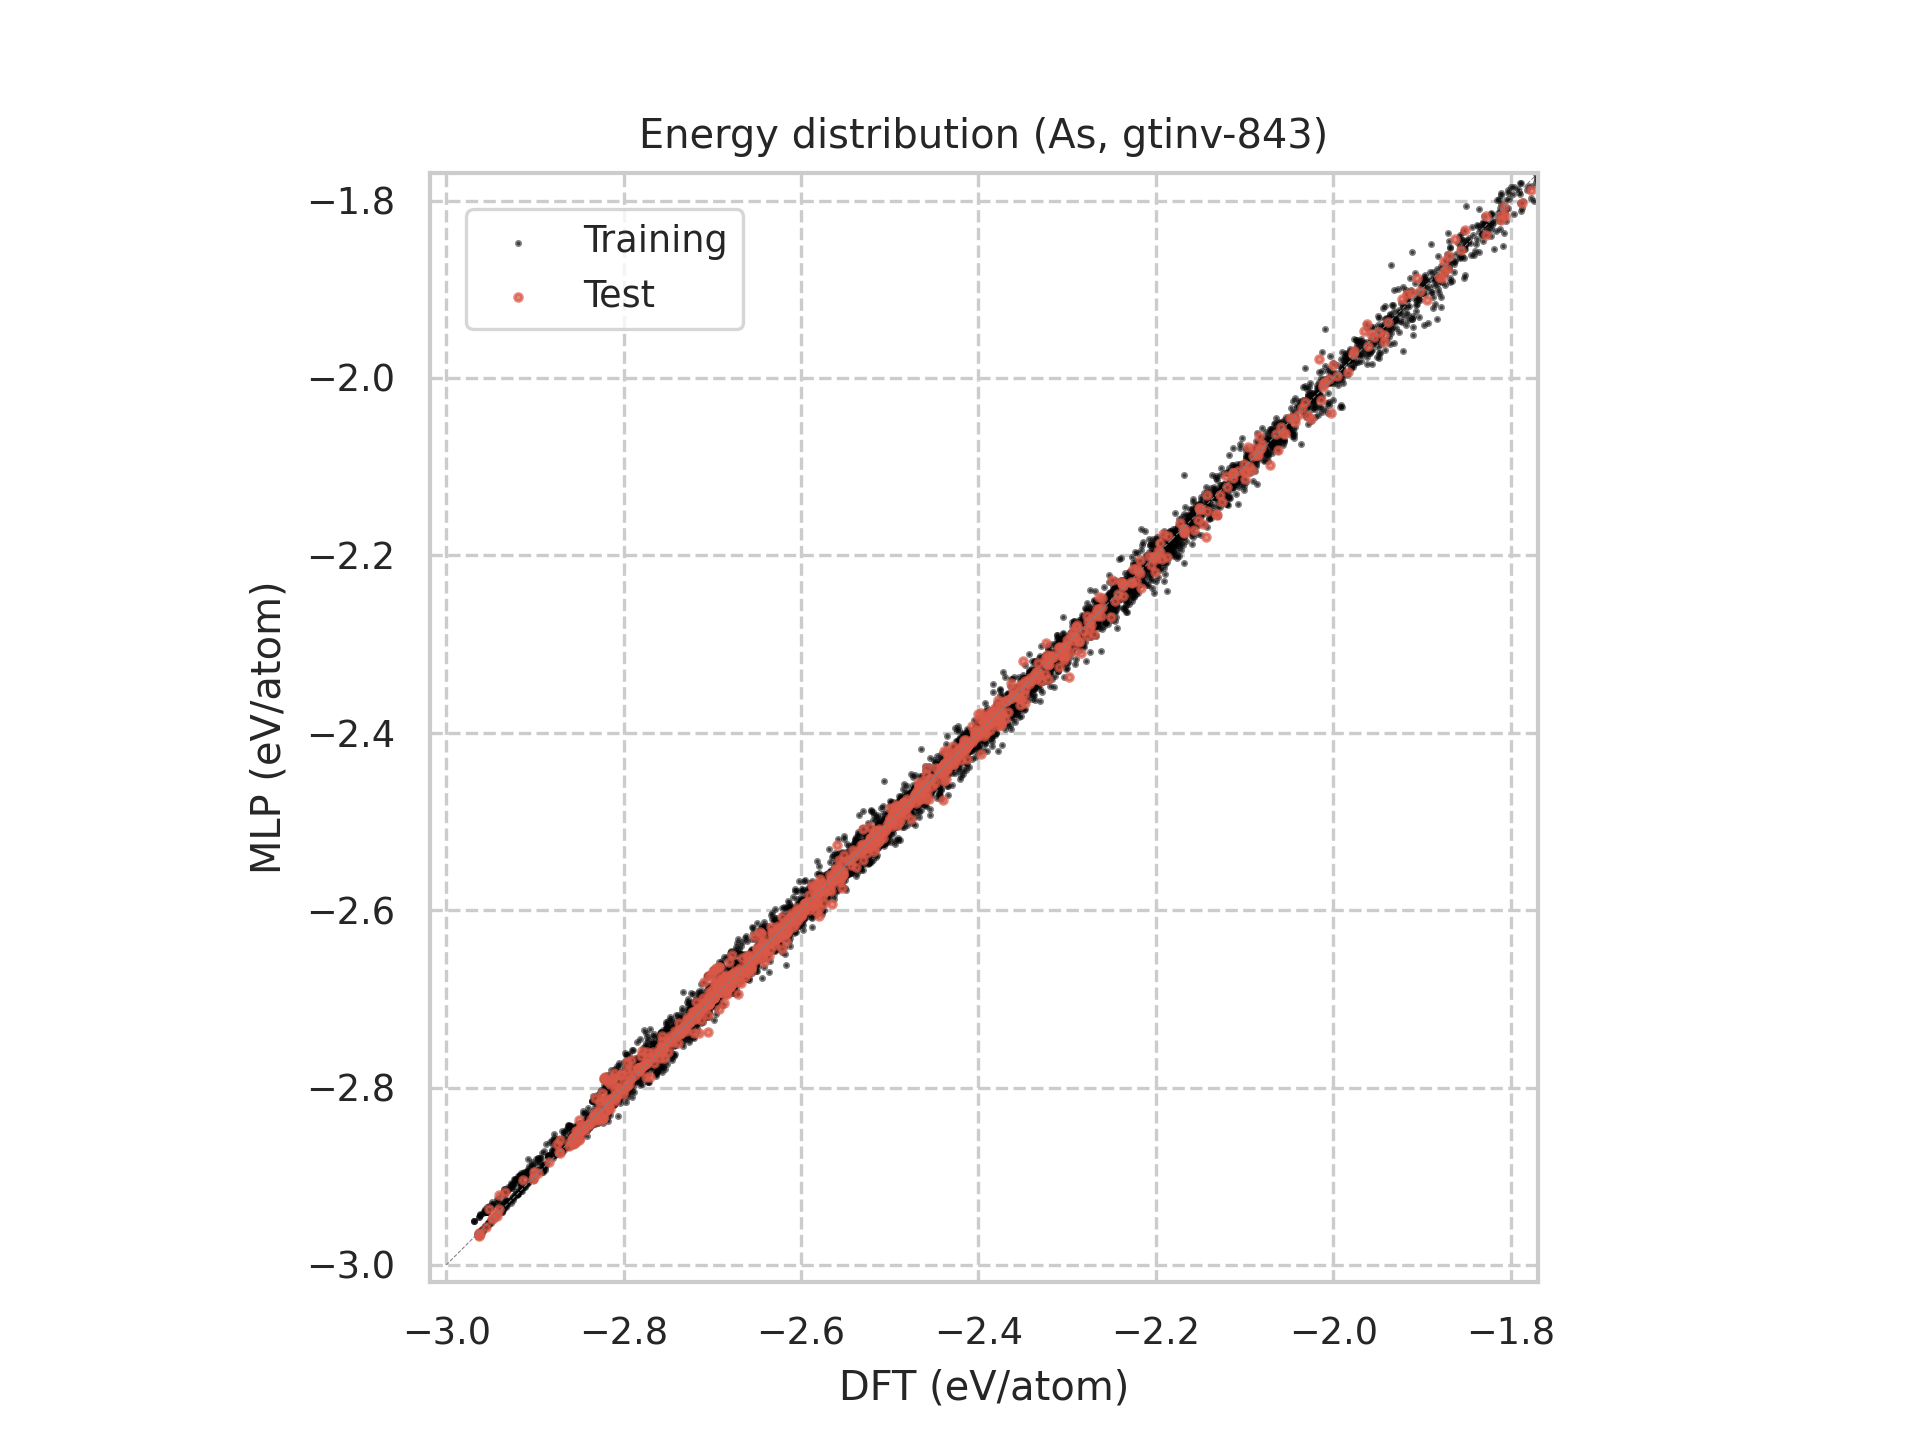 Energy distribution (As, gtinv-843)
Training
Test
MLP (eV/atom)
−1.8
−2.0
−2.2
−2.4
−2.6
−2.8
−3.0
−3.0 −2.8 −2.6 −2.4 −2.2 −2.0 −1.8
DFT (eV/atom)